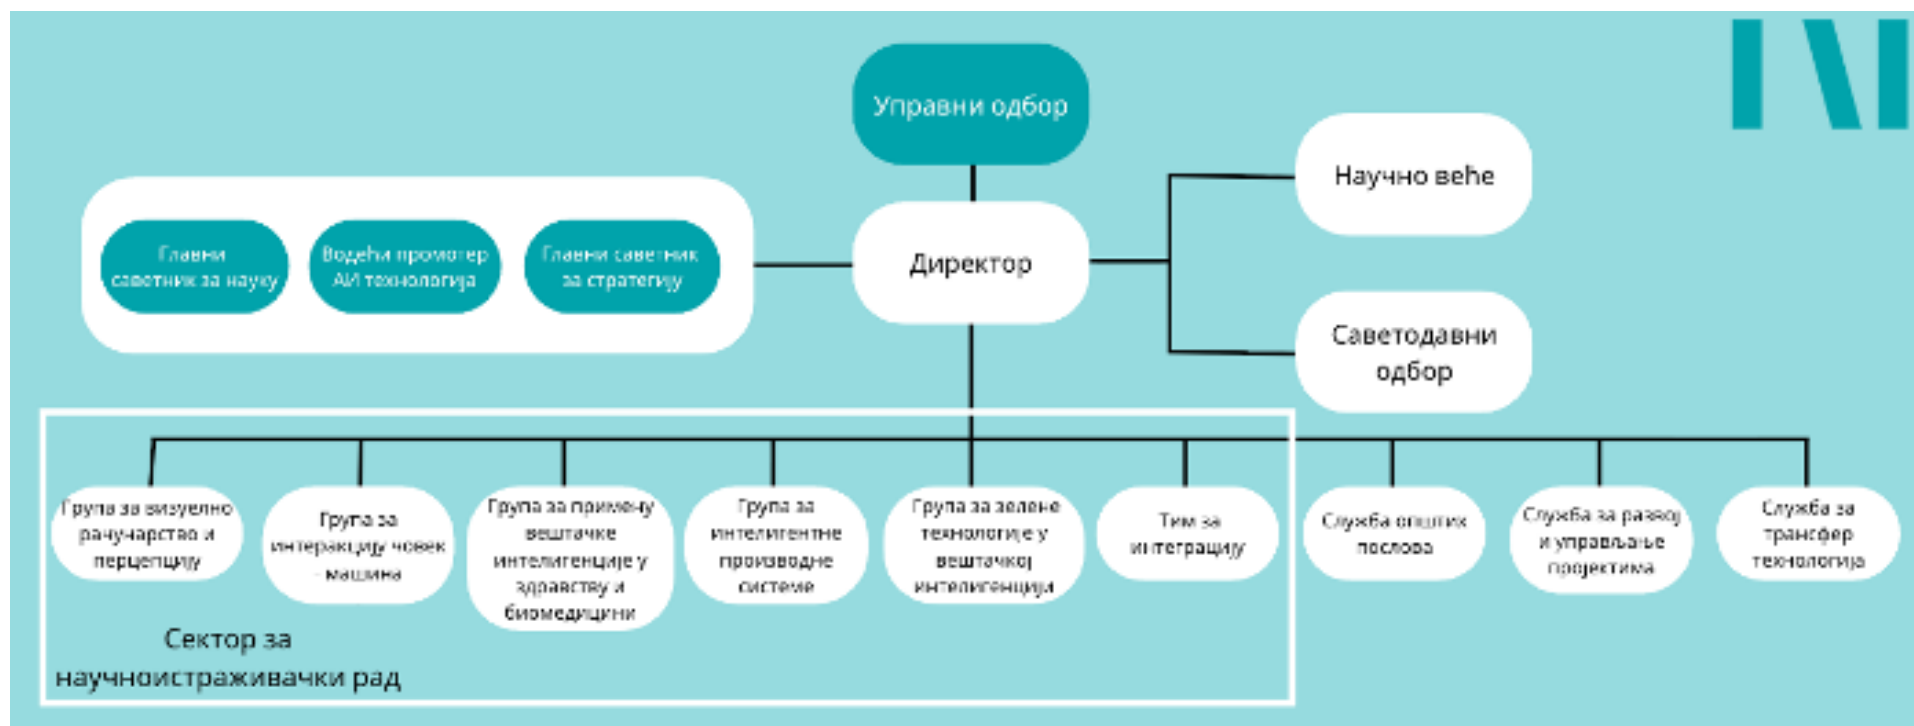 Управни одбор
Научно веће
Директор
Главни
саветник за науку
Водећи промотер
АИ технологија
Главни саветник
за стратегију
Саветодавни
одбор
Група за визуелно
рачунарство и
перцепцију
Група за
интеракцију човек
- машина
Група за примену
вештачке
интелигенције у
здравству и
биомедицини
Група за
интелигентне
производне
системе
Група за зелене
технологије у
вештачкој
интелигенцији
Тим за
интеграцију
Служба општих
послова
Служба за развој
и управљање
пројектима
Служба за
трансфер
технологија
Сектор за
научноистраживачки рад